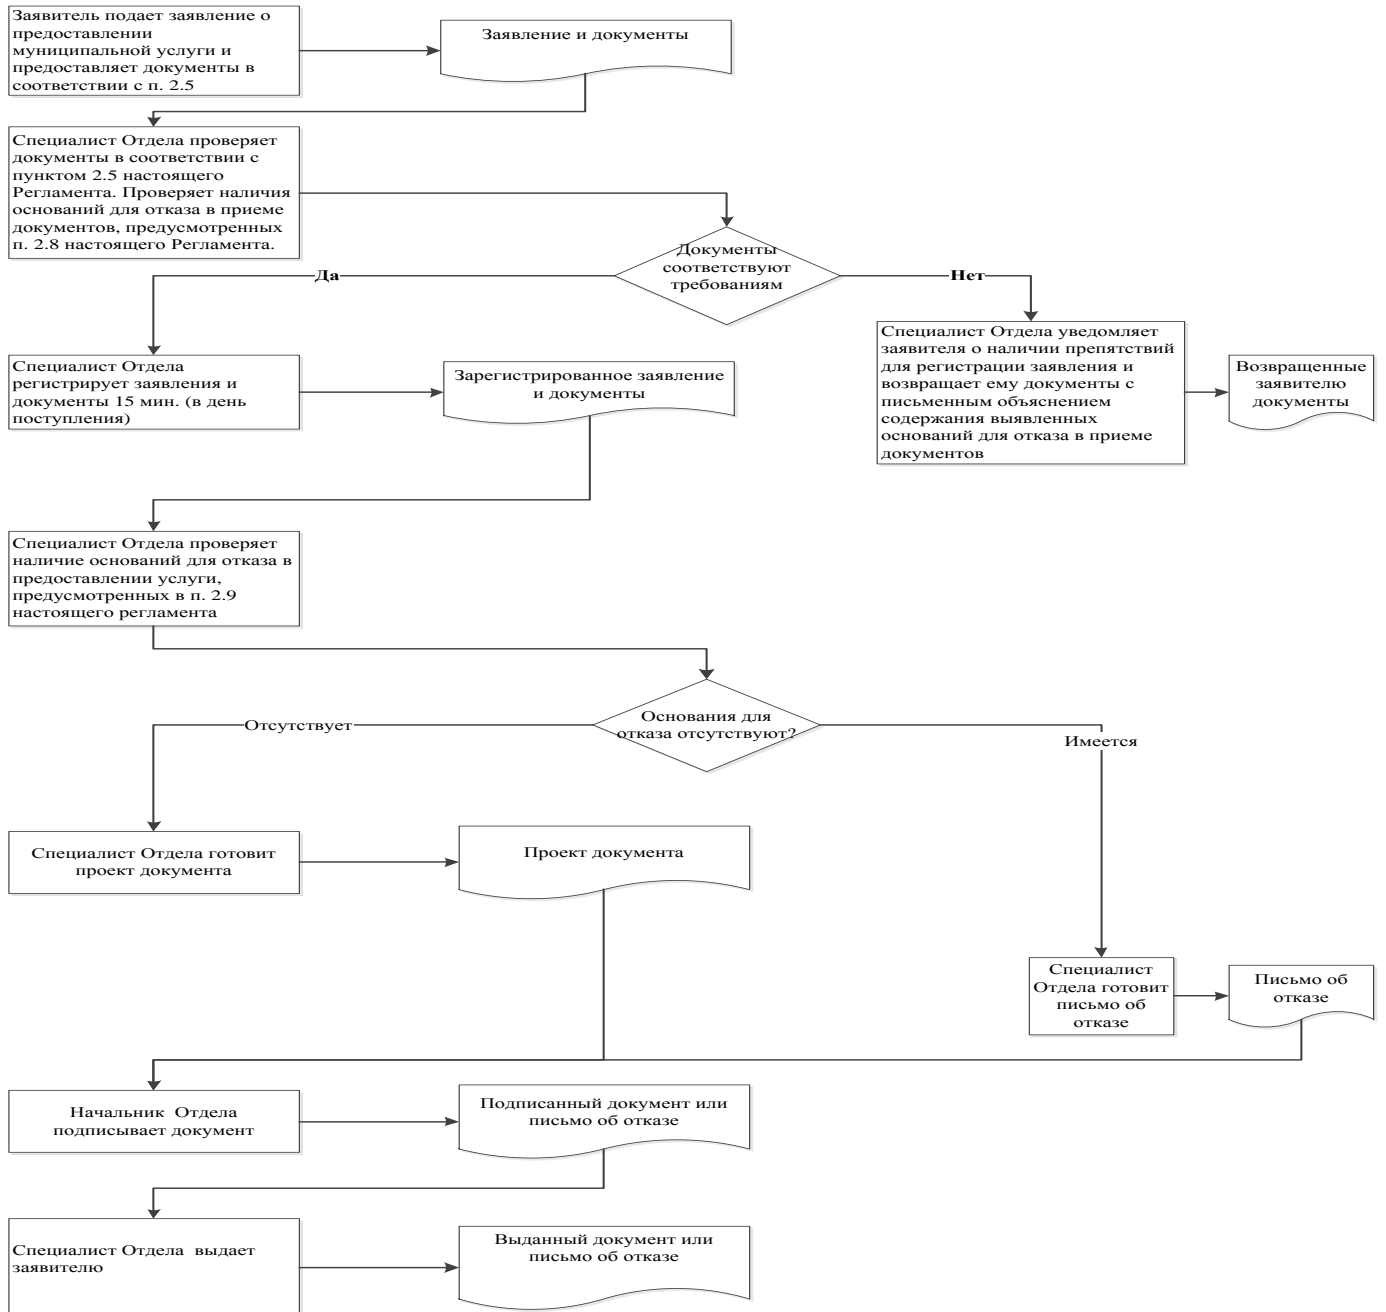 Заявитель подает заявление о
предоставлении
муниципальной услуги и
предоставляет документы в
соответствии с п. 2.5
Заявление и документы
Специалист Отдела проверяет
документы в соответствии с
пунктом 2.5 настоящего
Регламента. Проверяет наличия
оснований для отказа в приеме
документов, предусмотренных
п. 2.8 настоящего Регламента.
Документы
соответствуют
требованиям
Да
Нет
Специалист Отдела
регистрирует заявления и
документы 15 мин. (в день
поступления)
Зарегистрированное заявление
и документы
Специалист Отдела уведомляет
заявителя о наличии препятствий
для регистрации заявления и
возвращает ему документы с
письменным объяснением
содержания выявленных
оснований для отказа в приеме
документов
Возвращенные
заявителю
документы
Специалист Отдела проверяет
наличие оснований для отказа в
предоставлении услуги,
предусмотренных в п. 2.9
настоящего регламента
Основания для
отказа отсутствуют?
Отсутствует
Имеется
Специалист Отдела готовит
проект документа
Проект документа
Специалист
Отдела готовит
письмо об
отказе
Письмо об
отказе
Начальник  Отдела
подписывает документ
Подписанный документ или
письмо об отказе
Специалист Отдела  выдает
заявителю
Выданный документ или
письмо об отказе